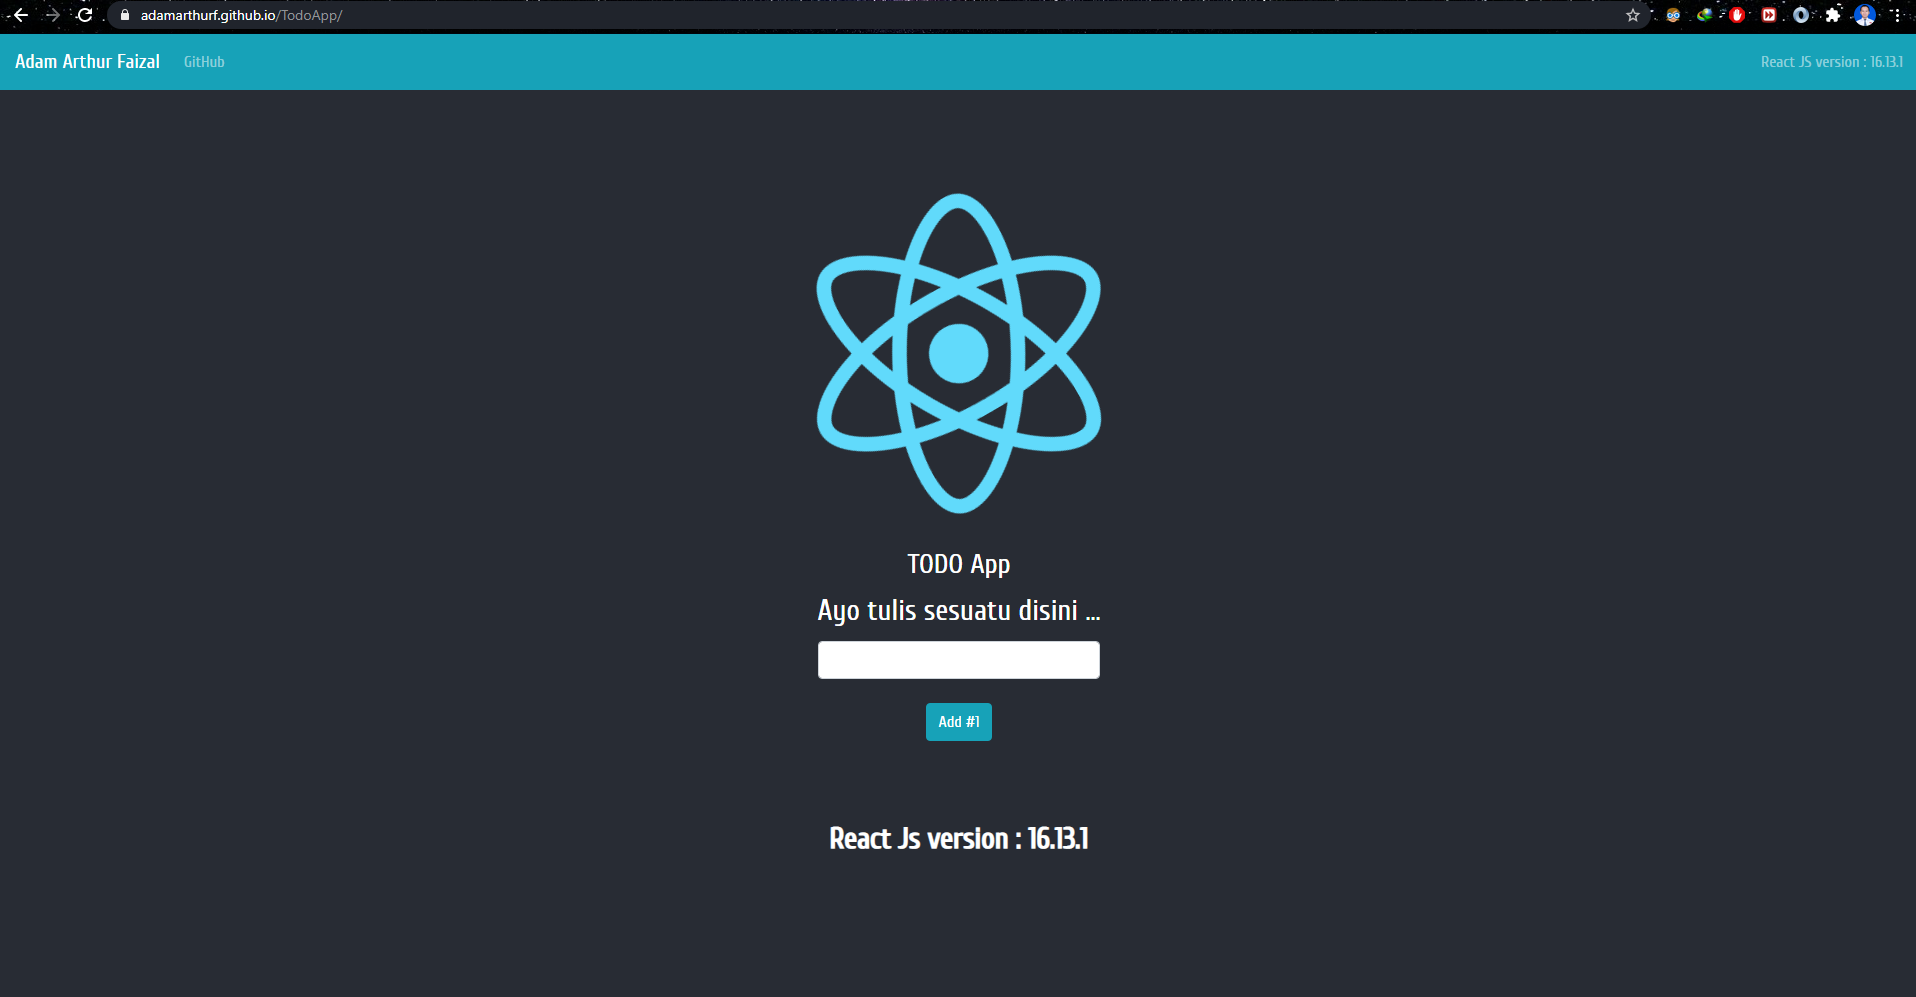 adamarthurf.github.io/TodoApp/
Adam Arthur Faizal GitHub React JS version : 16.13.1
TODO App
Ayo tulis sesuatu disini ...
Add #1
React Js version : 16.13.1